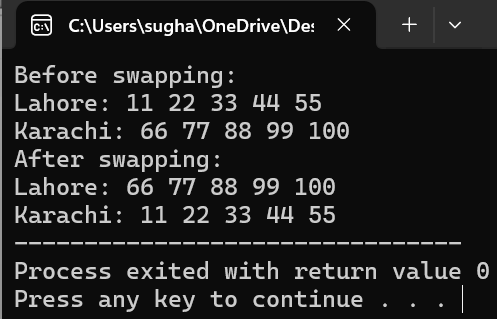 C:\Users\sugha\OneDrive\Des
Before swapping:
Lahore: 11 22 33 44 55
Karachi: 66 77 88 99 100
After swapping:
Lahore: 66 77 88 99 100
Karachi: 11 22 33 44 55
--------------------------------
Process exited with return value 0
Press any key to continue . . .